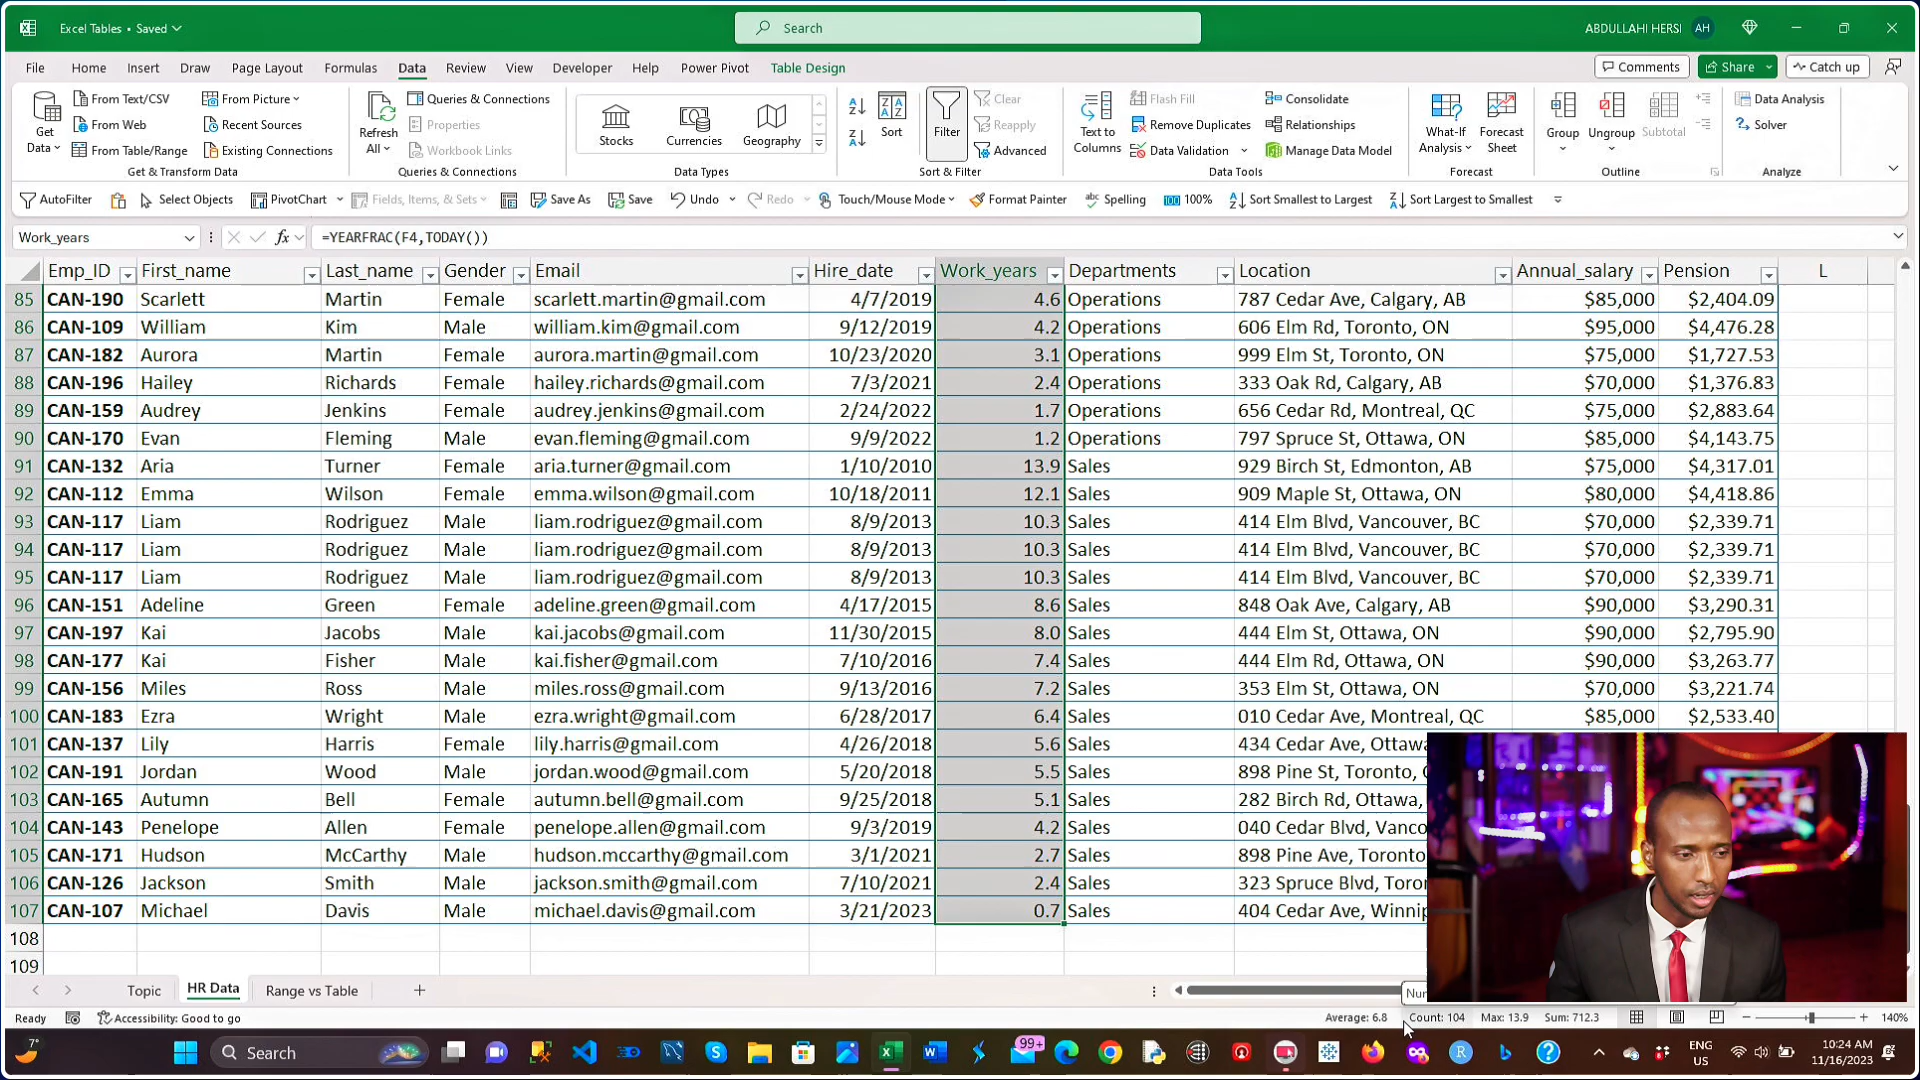 Excel Tables • Saved
Search
ABDULLAHI HERSI AH
File Home Insert Draw Page Layout Formulas Data Review View Developer Help Power Pivot Table Design
Comments Share Catch up
Get Data
From Text/CSV
From Web
From Table/Range
From Picture
Recent Sources
Existing Connections
Get & Transform Data
Refresh All
Queries & Connections
Properties
Workbook Links
Queries & Connections
Stocks Currencies Geography
Data Types
Sort
Filter
Clear
Reapply
Advanced
Sort & Filter
Text to Columns
Flash Fill
Remove Duplicates
Data Validation
Consolidate
Relationships
Manage Data Model
Data Tools
What-If Analysis
Forecast Sheet
Forecast
Group
Ungroup
Subtotal
Outline
Data Analysis
Solver
Analyze
AutoFilter Select Objects PivotChart Fields, Items, & Sets Save As Save Undo Redo Touch/Mouse Mode Format Painter Spelling 100% Sort Smallest to Largest Sort Largest to Smallest
Work_years fx =YEARFRAC(F4,TODAY())
Emp_ID First_name Last_name Gender Email Hire_date Work_years Departments Location Annual_salary Pension L
85 CAN-190 Scarlett Martin Female scarlett.martin@gmail.com 4/7/2019 4.6 Operations 787 Cedar Ave, Calgary, AB $85,000 $2,404.09
86 CAN-109 William Kim Male william.kim@gmail.com 9/12/2019 4.2 Operations 606 Elm Rd, Toronto, ON $95,000 $4,476.28
87 CAN-182 Aurora Martin Female aurora.martin@gmail.com 10/23/2020 3.1 Operations 999 Elm St, Toronto, ON $75,000 $1,727.53
88 CAN-196 Hailey Richards Female hailey.richards@gmail.com 7/3/2021 2.4 Operations 333 Oak Rd, Calgary, AB $70,000 $1,376.83
89 CAN-159 Audrey Jenkins Female audrey.jenkins@gmail.com 2/24/2022 1.7 Operations 656 Cedar Rd, Montreal, QC $75,000 $2,883.64
90 CAN-170 Evan Fleming Male evan.fleming@gmail.com 9/9/2022 1.2 Operations 797 Spruce St, Ottawa, ON $85,000 $4,143.75
91 CAN-132 Aria Turner Female aria.turner@gmail.com 1/10/2010 13.9 Sales 929 Birch St, Edmonton, AB $75,000 $4,317.01
92 CAN-112 Emma Wilson Female emma.wilson@gmail.com 10/18/2011 12.1 Sales 909 Maple St, Ottawa, ON $80,000 $4,418.86
93 CAN-117 Liam Rodriguez Male liam.rodriguez@gmail.com 8/9/2013 10.3 Sales 414 Elm Blvd, Vancouver, BC $70,000 $2,339.71
94 CAN-117 Liam Rodriguez Male liam.rodriguez@gmail.com 8/9/2013 10.3 Sales 414 Elm Blvd, Vancouver, BC $70,000 $2,339.71
95 CAN-117 Liam Rodriguez Male liam.rodriguez@gmail.com 8/9/2013 10.3 Sales 414 Elm Blvd, Vancouver, BC $70,000 $2,339.71
96 CAN-151 Adeline Green Female adeline.green@gmail.com 4/17/2015 8.6 Sales 848 Oak Ave, Calgary, AB $90,000 $3,290.31
97 CAN-197 Kai Jacobs Male kai.jacobs@gmail.com 11/30/2015 8.0 Sales 444 Elm St, Ottawa, ON $90,000 $2,795.90
98 CAN-177 Kai Fisher Male kai.fisher@gmail.com 7/10/2016 7.4 Sales 444 Elm Rd, Ottawa, ON $90,000 $3,263.77
99 CAN-156 Miles Ross Male miles.ross@gmail.com 9/13/2016 7.2 Sales 353 Elm St, Ottawa, ON $70,000 $3,221.74
100 CAN-183 Ezra Wright Female ezra.wright@gmail.com 6/28/2017 6.4 Sales 010 Cedar Ave, Montreal, QC $85,000 $2,533.40
101 CAN-137 Lily Harris Female lily.harris@gmail.com 4/26/2018 5.6 Sales 434 Cedar Ave, Ottawa
102 CAN-191 Jordan Wood Male jordan.wood@gmail.com 5/20/2018 5.5 Sales 898 Pine St, Toronto,
103 CAN-165 Autumn Bell Female autumn.bell@gmail.com 9/25/2018 5.1 Sales 282 Birch Rd, Ottawa,
104 CAN-143 Penelope Allen Female penelope.allen@gmail.com 9/3/2019 4.2 Sales 040 Cedar Blvd, Vanco
105 CAN-171 Hudson McCarthy Male hudson.mccarthy@gmail.com 3/1/2021 2.7 Sales 898 Pine Ave, Toronto
106 CAN-126 Jackson Smith Male jackson.smith@gmail.com 7/10/2021 2.4 Sales 323 Spruce Blvd, Toron
107 CAN-107 Michael Davis Male michael.davis@gmail.com 3/21/2023 0.7 Sales 404 Cedar Ave, Winnip
108
109
Topic HR Data Range vs Table
Ready Accessibility: Good to go Average: 6.8 Count: 104 Max: 13.9 Sum: 712.3 140%
7° Search 99+ ENG US 10:24 AM 11/16/2023